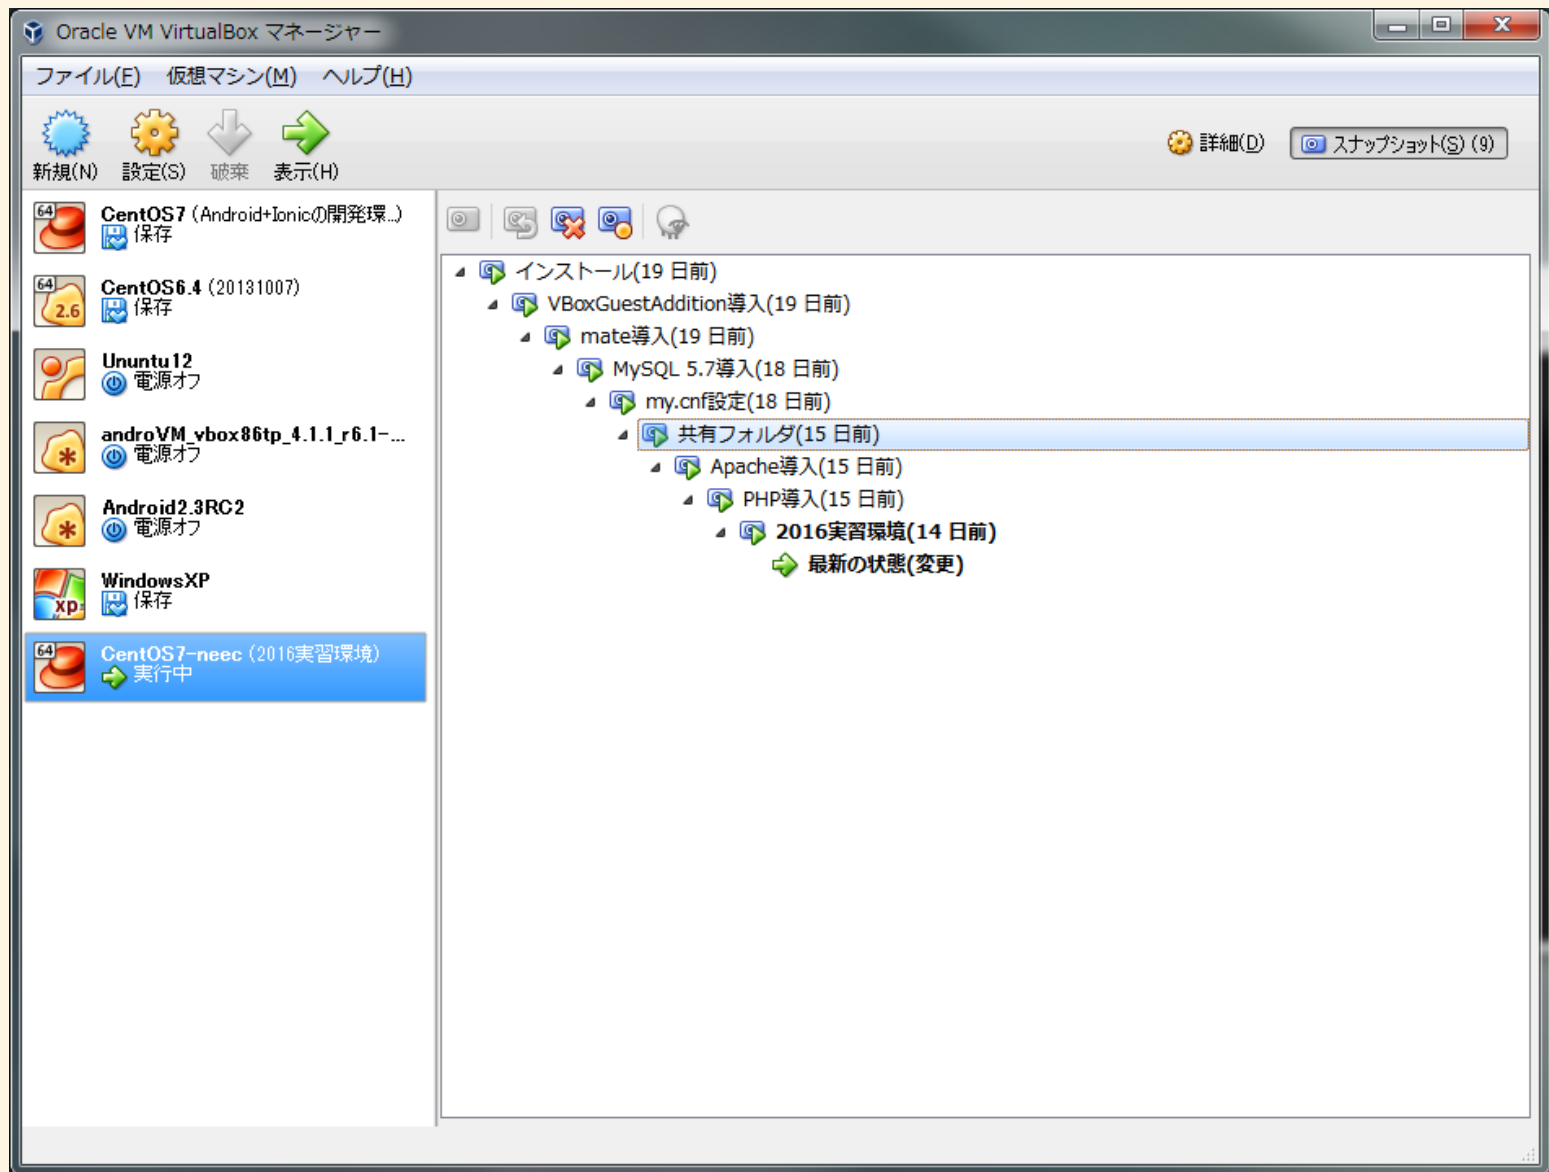 Oracle VM VirtualBox マネージャー
ファイル(F) 仮想マシン(M) ヘルプ(H)
新規(N) 設定(S) 破棄 表示(H)
詳細(D) スナップショット(S) (9)
CentOS7 (Android+Ionicの開発環...)
保存
CentOS6.4 (20131007)
保存
Ununtu12
電源オフ
androVM_vbox86tp_4.1.1_r6.1-...
電源オフ
Android2.3RC2
電源オフ
WindowsXP
保存
CentOS7-neec (2016実習環境)
実行中
インストール(19 日前)
VBoxGuestAddition導入(19 日前)
mate導入(19 日前)
MySQL 5.7導入(18 日前)
my.cnf設定(18 日前)
共有フォルダ(15 日前)
Apache導入(15 日前)
PHP導入(15 日前)
2016実習環境(14 日前)
最新の状態(変更)
64
64
2.6
xp
64